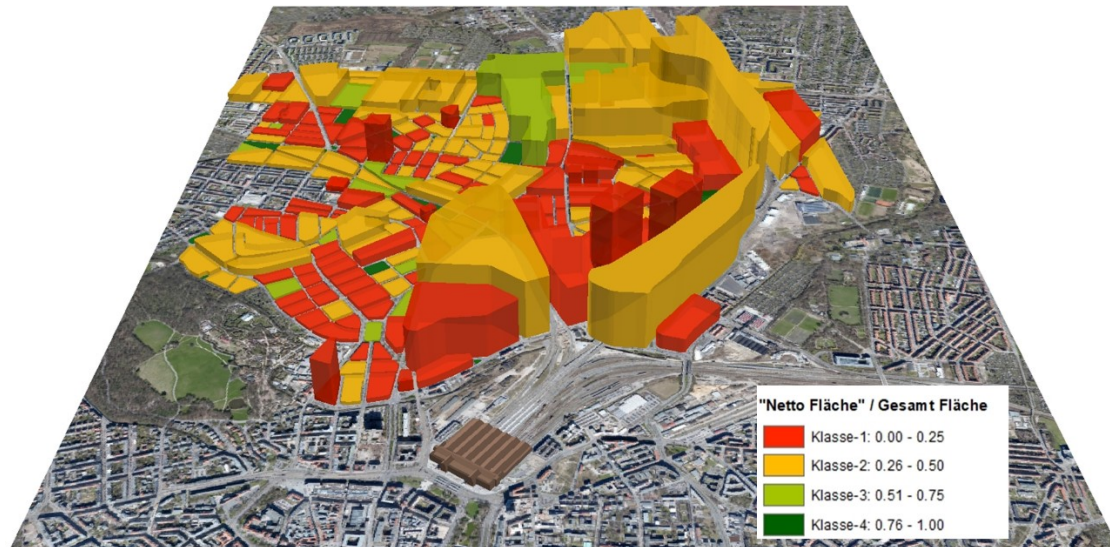 "Netto Fläche" / Gesamt Fläche
Klasse-1: 0.00 - 0.25
Klasse-2: 0.26 - 0.50
Klasse-3: 0.51 - 0.75
Klasse-4: 0.76 - 1.00